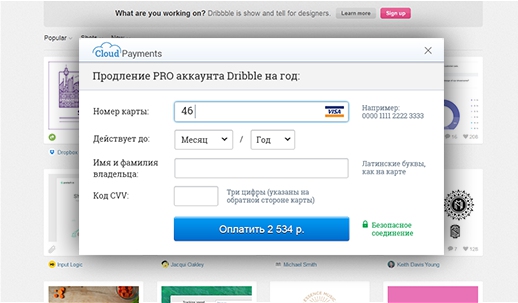 What are you working on? Dribbble is show and tell for designers. Learn more Sign up
Popular Shots New
Cloud Payments ×
Продление PRO аккаунта Dribble на год:
Номер карты: 46 VISA Например:
0000 1111 2222 3333
Действует до: Месяц / Год
Имя и фамилия
владельца:
Латинские буквы,
как на карте
Код CVV: Три цифры (указаны на
обратной стороне карты)
Оплатить 2 534 р. Безопасное
соединение
Dropbox
Input Logic Jacqui Oakley Michael Smith Keith Davis Young